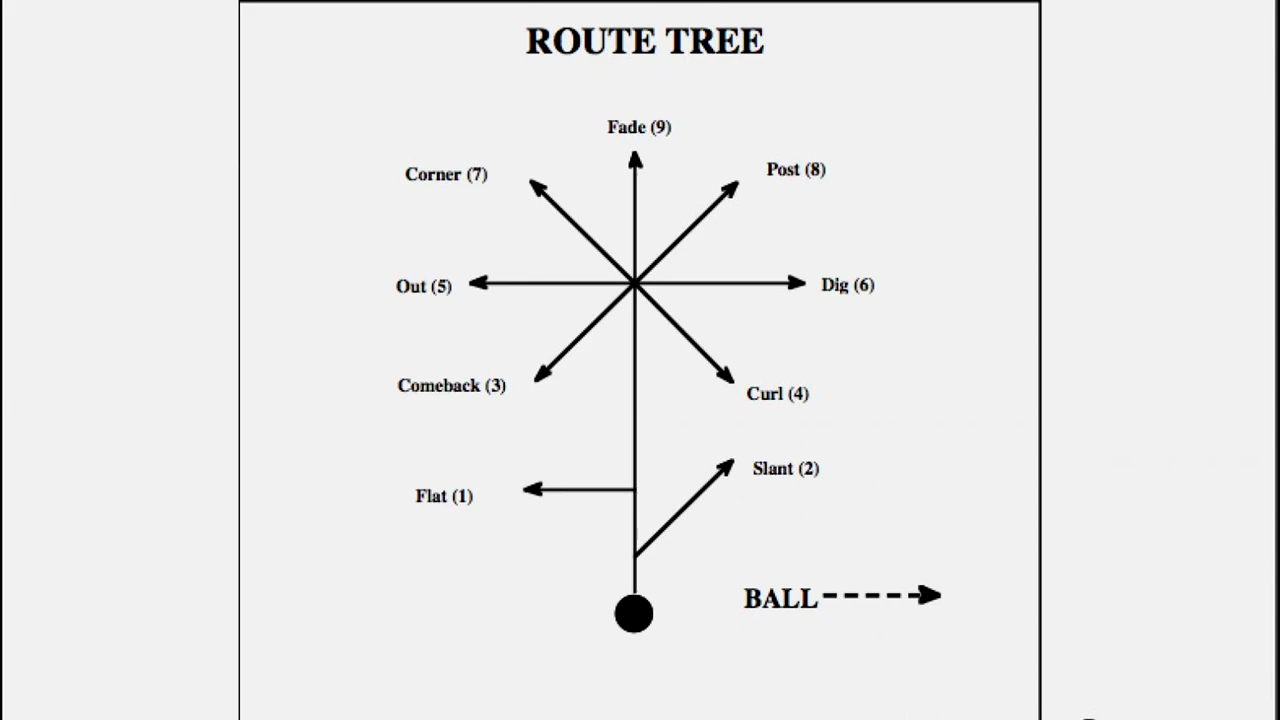 ROUTE TREE
Fade (9)
Corner (7)
Post (8)
Out (5)
Dig (6)
Comeback (3)
Curl (4)
Flat (1)
Slant (2)
BALL